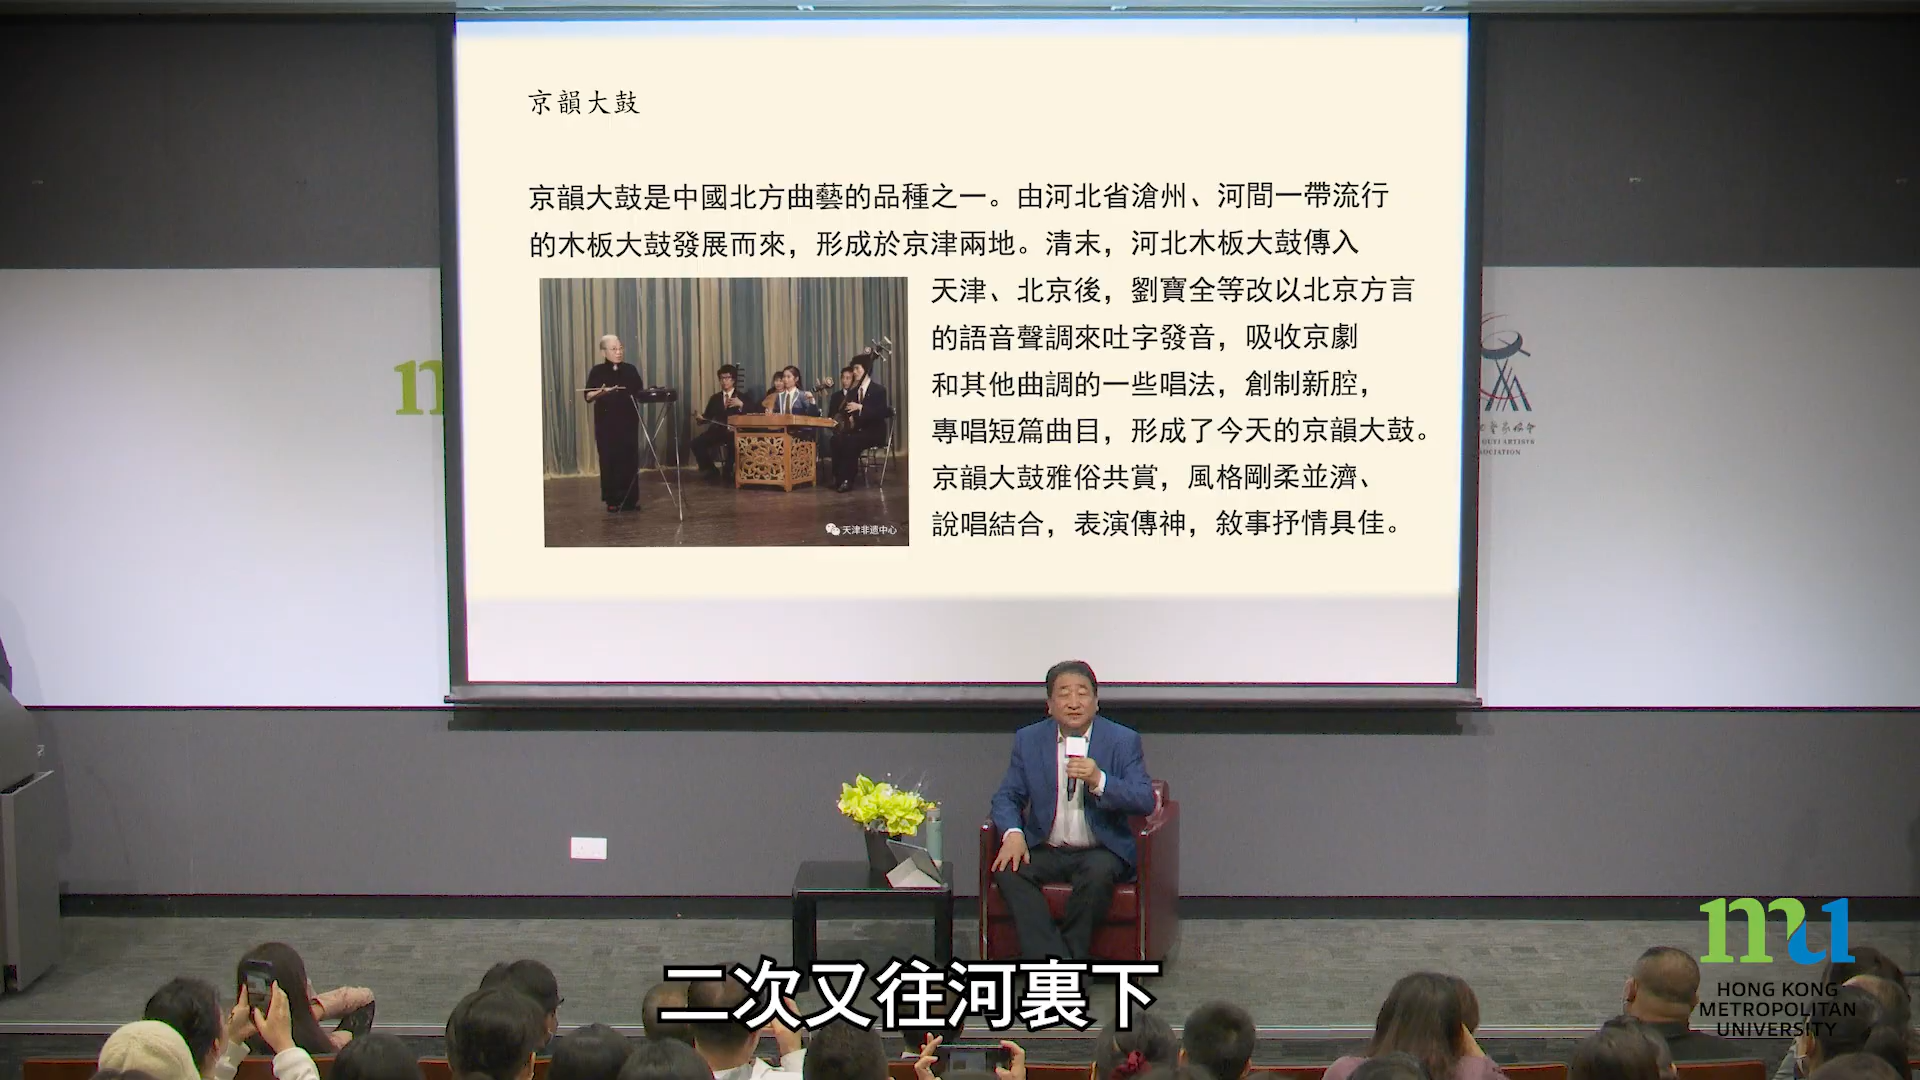 京韻大鼓
京韻大鼓是中國北方曲藝的品種之一。由河北省滄州、河間一帶流行
的木板大鼓發展而來，形成於京津兩地。清末，河北木板大鼓傳入
天津、北京後，劉寶全等改以北京方言
的語音聲調來吐字發音，吸收京劇
和其他曲調的一些唱法，創制新腔，
專唱短篇曲目，形成了今天的京韻大鼓。
京韻大鼓雅俗共賞，風格剛柔並濟、
說唱結合，表演傳神，敘事抒情具佳。
天津非遺中心
二次又往河裏下
mu
HONG KONG
METROPOLITAN
UNIVERSITY